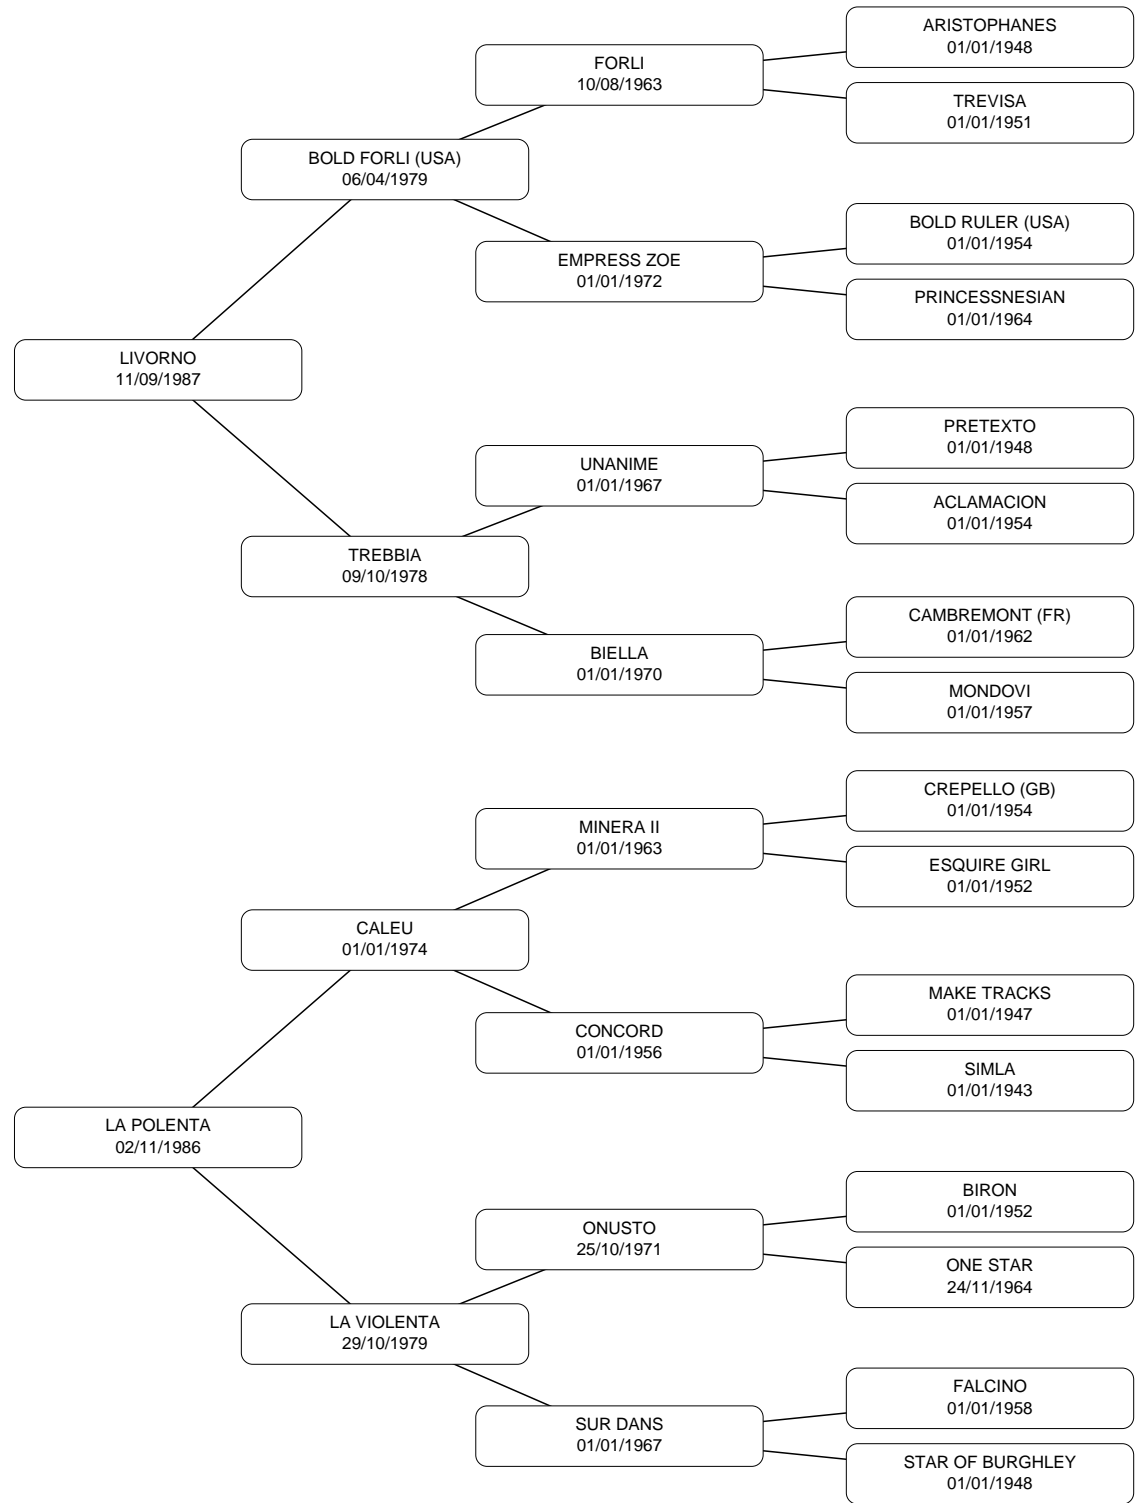 ARISTOPHANES
01/01/1948
FORLI
10/08/1963
TREVISA
01/01/1951
BOLD FORLI (USA)
06/04/1979
BOLD RULER (USA)
01/01/1954
EMPRESS ZOE
01/01/1972
PRINCESSNESIAN
01/01/1964
LIVORNO
11/09/1987
PRETEXTO
01/01/1948
UNANIME
01/01/1967
ACLAMACION
01/01/1954
TREBBIA
09/10/1978
CAMBREMONT (FR)
01/01/1962
BIELLA
01/01/1970
MONDOVI
01/01/1957
CREPELLO (GB)
01/01/1954
MINERA II
01/01/1963
ESQUIRE GIRL
01/01/1952
CALEU
01/01/1974
MAKE TRACKS
01/01/1947
CONCORD
01/01/1956
SIMLA
01/01/1943
LA POLENTA
02/11/1986
BIRON
01/01/1952
ONUSTO
25/10/1971
ONE STAR
24/11/1964
LA VIOLENTA
29/10/1979
FALCINO
01/01/1958
SUR DANS
01/01/1967
STAR OF BURGHLEY
01/01/1948